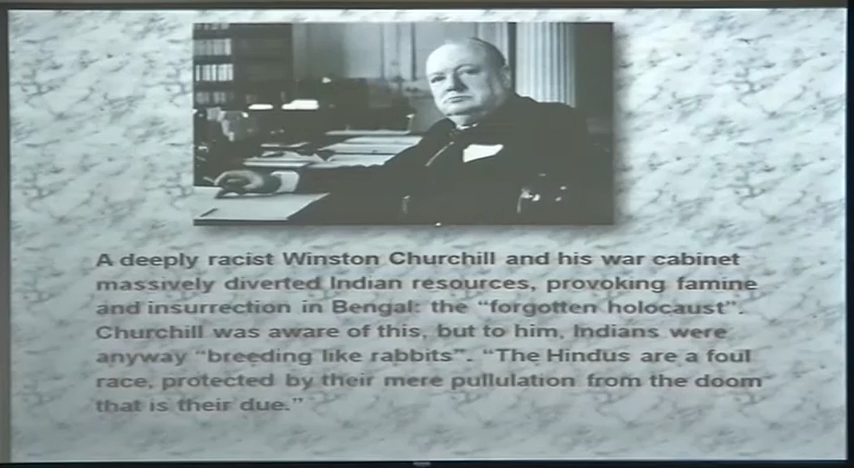 A deeply racist Winston Churchill and his war cabinet
massively diverted Indian resources, provoking famine
and insurrection in Bengal: the “forgotten holocaust”.
Churchill was aware of this, but to him, Indians were
anyway “breeding like rabbits”. “The Hindus are a foul
race, protected by their mere pullulation from the doom
that is their due.”